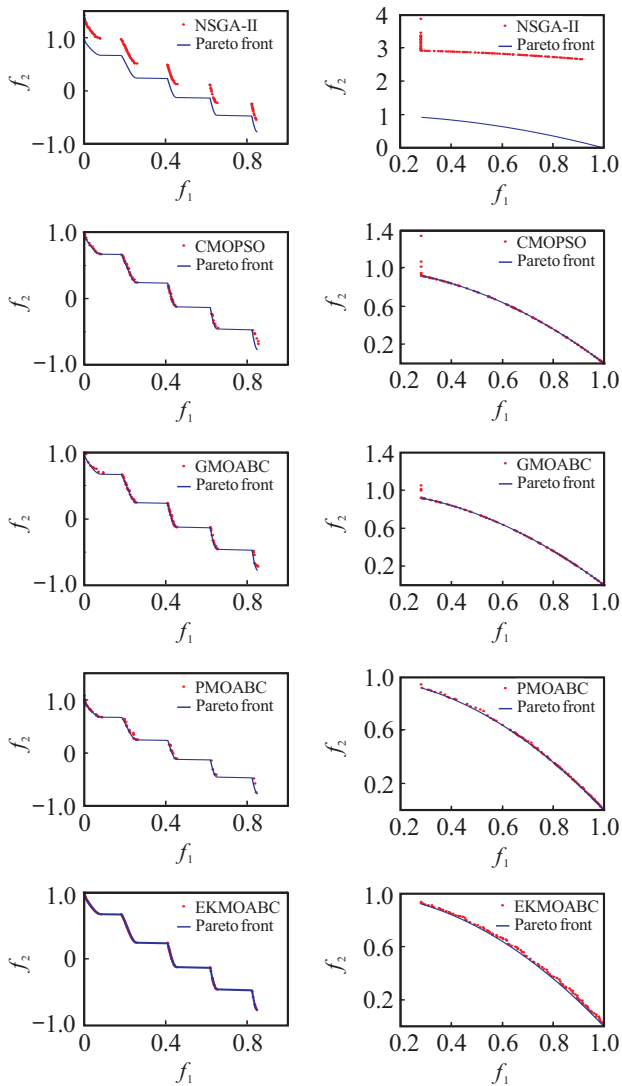 NSGA-II
Pareto front
1.0
0
−1.0
0
0.4
0.8
f₂
f₁
NSGA-II
Pareto front
4
3
2
1
0
0.2
0.4
0.6
0.8
1.0
f₂
f₁
CMOPSO
Pareto front
1.0
0
−1.0
0
0.4
0.8
f₂
f₁
CMOPSO
Pareto front
1.4
1.0
0.6
0.2
0.2
0.4
0.6
0.8
1.0
f₂
f₁
GMOABC
Pareto front
1.0
0
−1.0
0
0.4
0.8
f₂
f₁
GMOABC
Pareto front
1.4
1.0
0.6
0.2
0.2
0.4
0.6
0.8
1.0
f₂
f₁
PMOABC
Pareto front
1.0
0
−1.0
0
0.4
0.8
f₂
f₁
PMOABC
Pareto front
1.0
0.6
0.2
0.2
0.4
0.6
0.8
1.0
f₂
f₁
EKMOABC
Pareto front
1.0
0
−1.0
0
0.4
0.8
f₂
f₁
EKMOABC
Pareto front
1.0
0.6
0.2
0.2
0.4
0.6
0.8
1.0
f₂
f₁